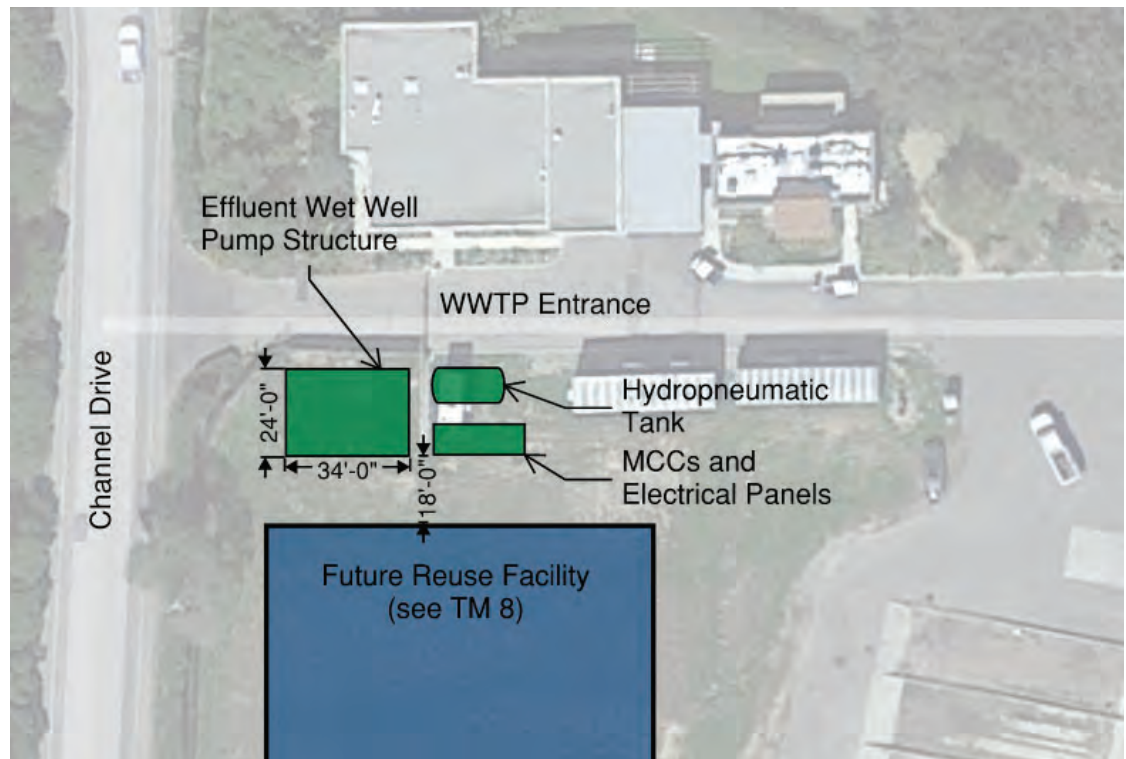 Effluent Wet Well
Pump Structure
WWTP Entrance
Channel Drive
24'-0"
34'-0"
18'-0"
Hydropneumatic
Tank
MCCs and
Electrical Panels
Future Reuse Facility
(see TM 8)